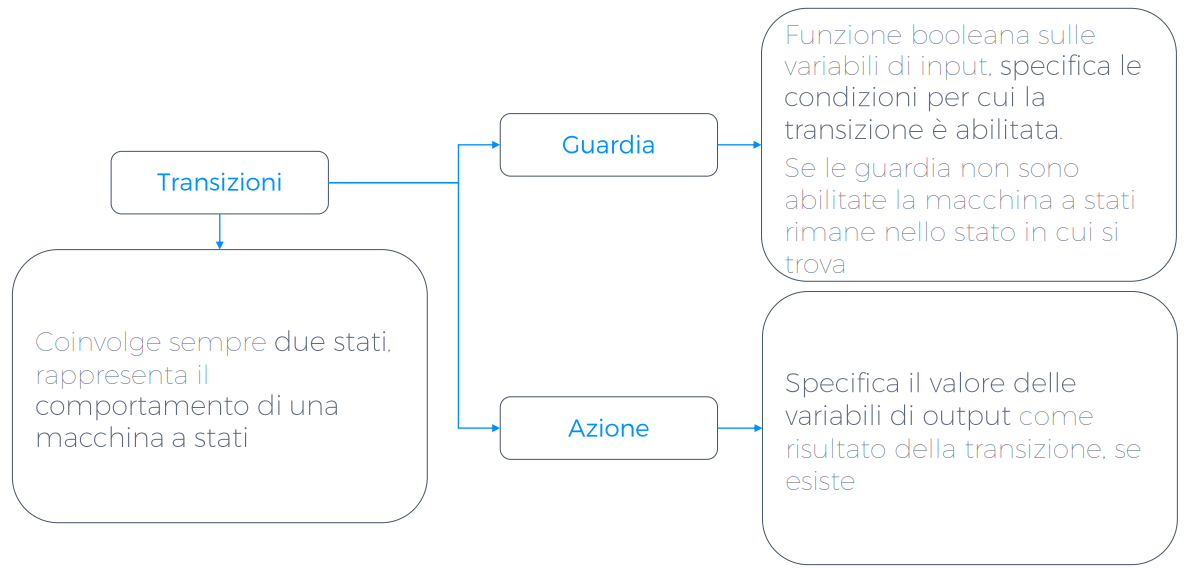 Transizioni
Coinvolge sempre due stati,
rappresenta il
comportamento di una
macchina a stati
Guardia
Funzione booleana sulle
variabili di input, specifica le
condizioni per cui la
transizione è abilitata.
Se le guardia non sono
abilitate la macchina a stati
rimane nello stato in cui si
trova
Azione
Specifica il valore delle
variabili di output come
risultato della transizione, se
esiste